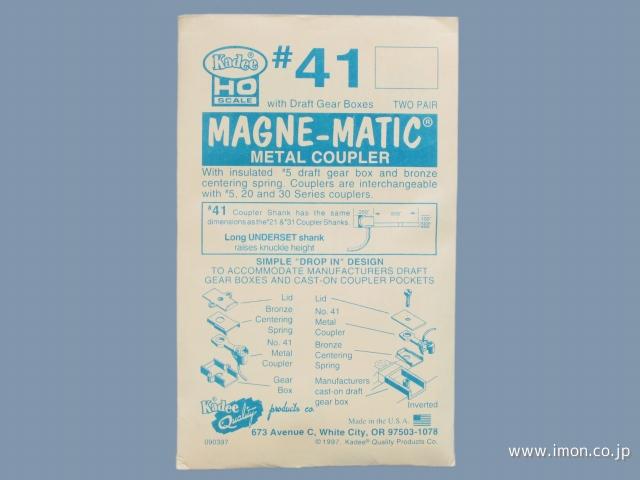 Kadee®
HO
SCALE
#41
with Draft Gear Boxes
TWO PAIR
MAGNE-MATIC®
METAL COUPLER
With insulated #5 draft gear box and bronze
centering spring. Couplers are interchangeable
with #5, 20 and 30 Series couplers.
#41 Coupler Shank has the same
dimensions as the #21 & #31 Coupler Shanks.
Long UNDERSET shank
raises knuckle height
SIMPLE "DROP IN" DESIGN
TO ACCOMMODATE MANUFACTURERS DRAFT
GEAR BOXES AND CAST-ON COUPLER POCKETS
Lid
Bronze
Centering
Spring
No. 41
Metal
Coupler
Gear
Box
Lid
No. 41
Metal
Coupler
Bronze
Centering
Spring
Manufacturers
cast-on draft
gear box
Inverted
Kadee®
Quality
products co.
Made in the U.S.A.
673 Avenue C, White City, OR 97503-1078
090397
©1997, Kadee® Quality Products Co.
www.imon.co.jp